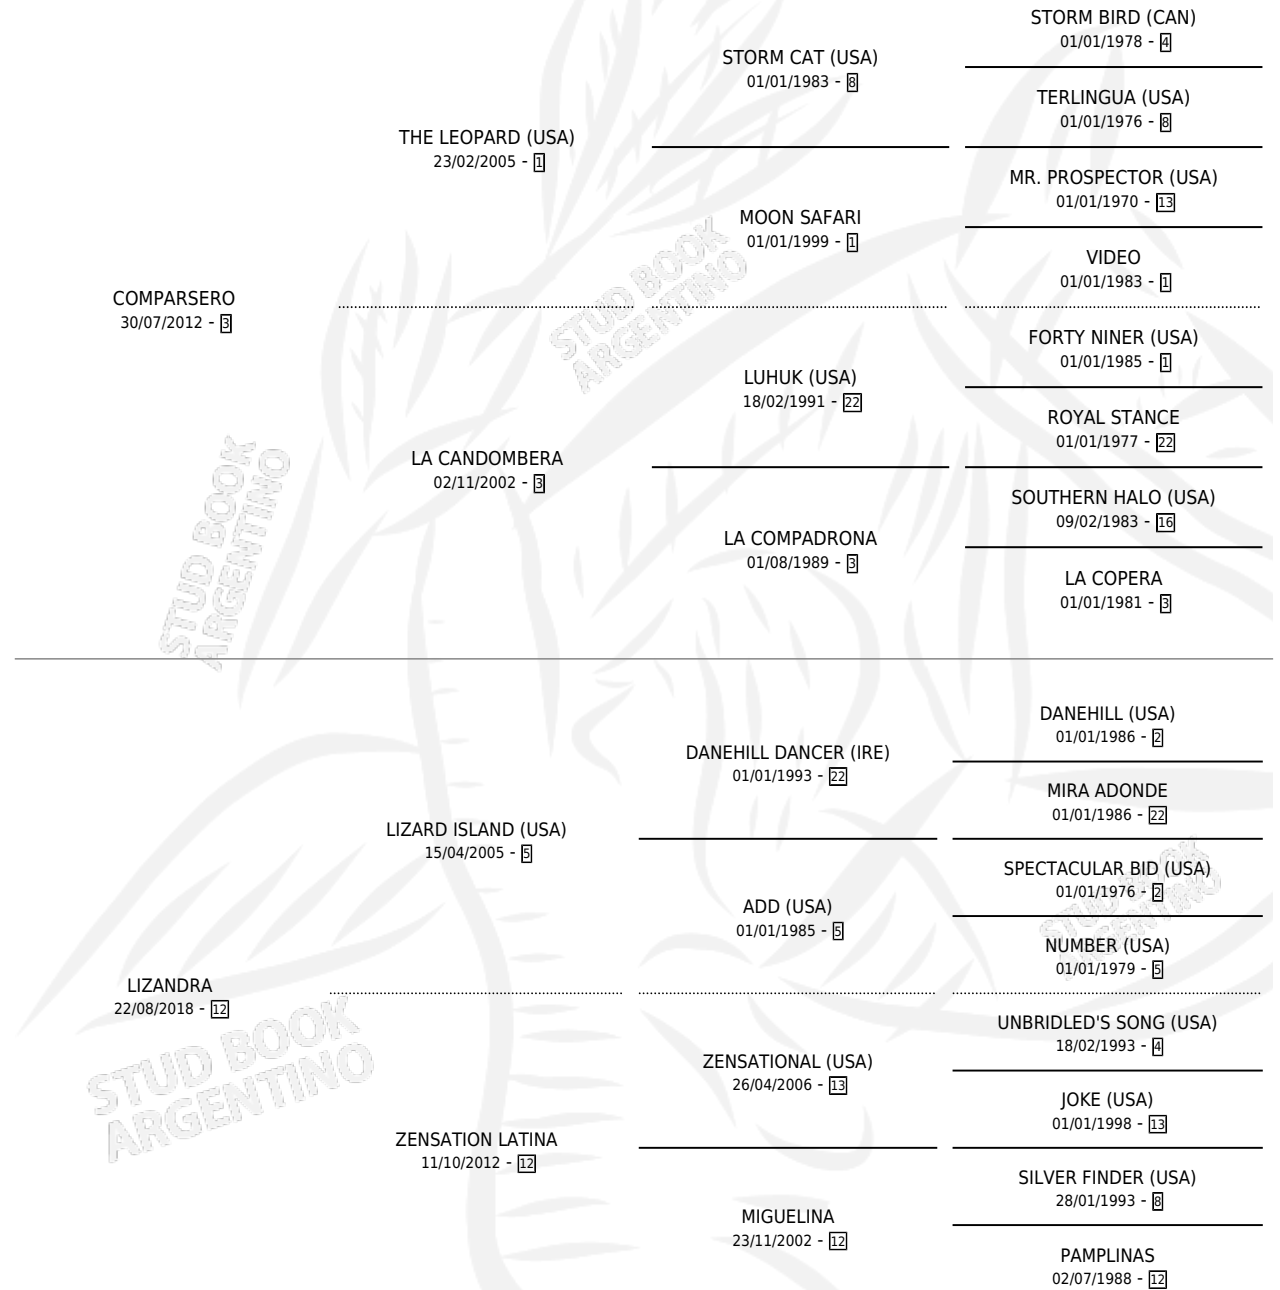 STORM BIRD (CAN)
01/01/1978 - 4
STORM CAT (USA)
01/01/1983 - 8
TERLINGUA (USA)
01/01/1976 - 8
THE LEOPARD (USA)
23/02/2005 - 1
MR. PROSPECTOR (USA)
01/01/1970 - 13
MOON SAFARI
01/01/1999 - 1
VIDEO
01/01/1983 - 1
COMPARSERO
30/07/2012 - 3
FORTY NINER (USA)
01/01/1985 - 1
LUHUK (USA)
18/02/1991 - 22
ROYAL STANCE
01/01/1977 - 22
LA CANDOMBERA
02/11/2002 - 3
SOUTHERN HALO (USA)
09/02/1983 - 16
LA COMPADRONA
01/08/1989 - 3
LA COPERA
01/01/1981 - 3
DANEHILL (USA)
01/01/1986 - 2
DANEHILL DANCER (IRE)
01/01/1993 - 22
MIRA ADONDE
01/01/1986 - 22
LIZARD ISLAND (USA)
15/04/2005 - 5
SPECTACULAR BID (USA)
01/01/1976 - 2
ADD (USA)
01/01/1985 - 5
NUMBER (USA)
01/01/1979 - 5
LIZANDRA
22/08/2018 - 12
UNBRIDLED'S SONG (USA)
18/02/1993 - 4
ZENSATIONAL (USA)
26/04/2006 - 13
JOKE (USA)
01/01/1998 - 13
ZENSATION LATINA
11/10/2012 - 12
SILVER FINDER (USA)
28/01/1993 - 8
MIGUELINA
23/11/2002 - 12
PAMPLINAS
02/07/1988 - 12
STUD BOOK
ARGENTINO
STUD BOOK
ARGENTINO
STUD BOOK
ARGENTINO
STUD BOOK
ARGENTINO